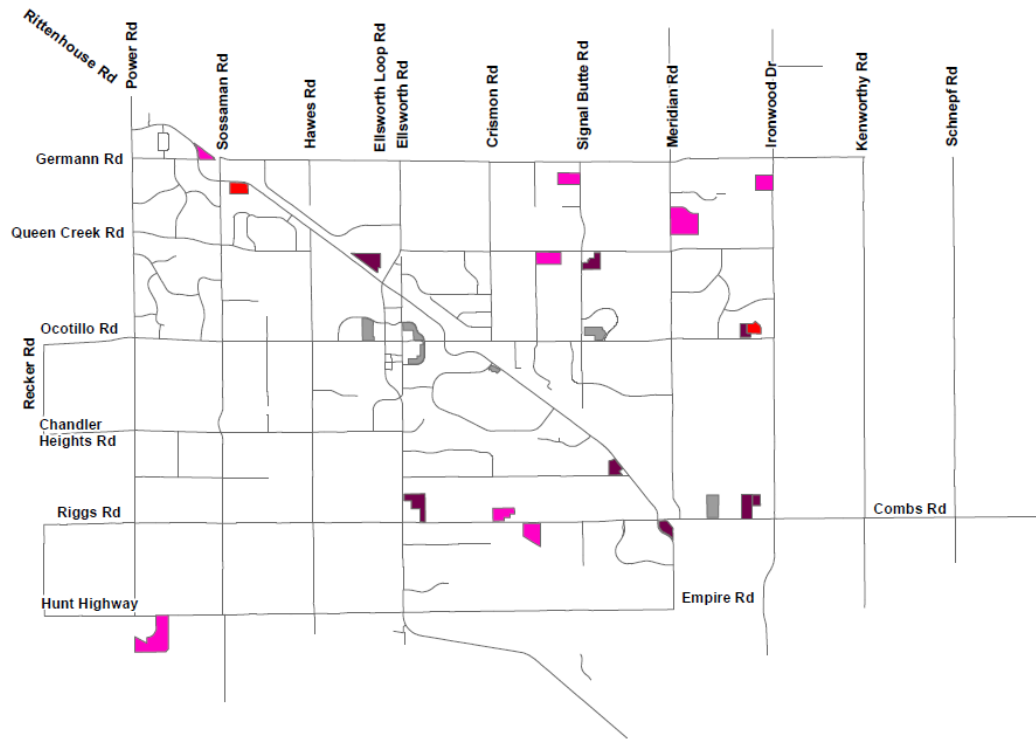 Rittenhouse Rd
Power Rd
Sossaman Rd
Hawes Rd
Ellsworth Loop Rd
Ellsworth Rd
Crismon Rd
Signal Butte Rd
Meridian Rd
Ironwood Dr
Kenworthy Rd
Schnepf Rd
Germann Rd
Queen Creek Rd
Ocotillo Rd
Recker Rd
Chandler
Heights Rd
Riggs Rd
Combs Rd
Hunt Highway
Empire Rd